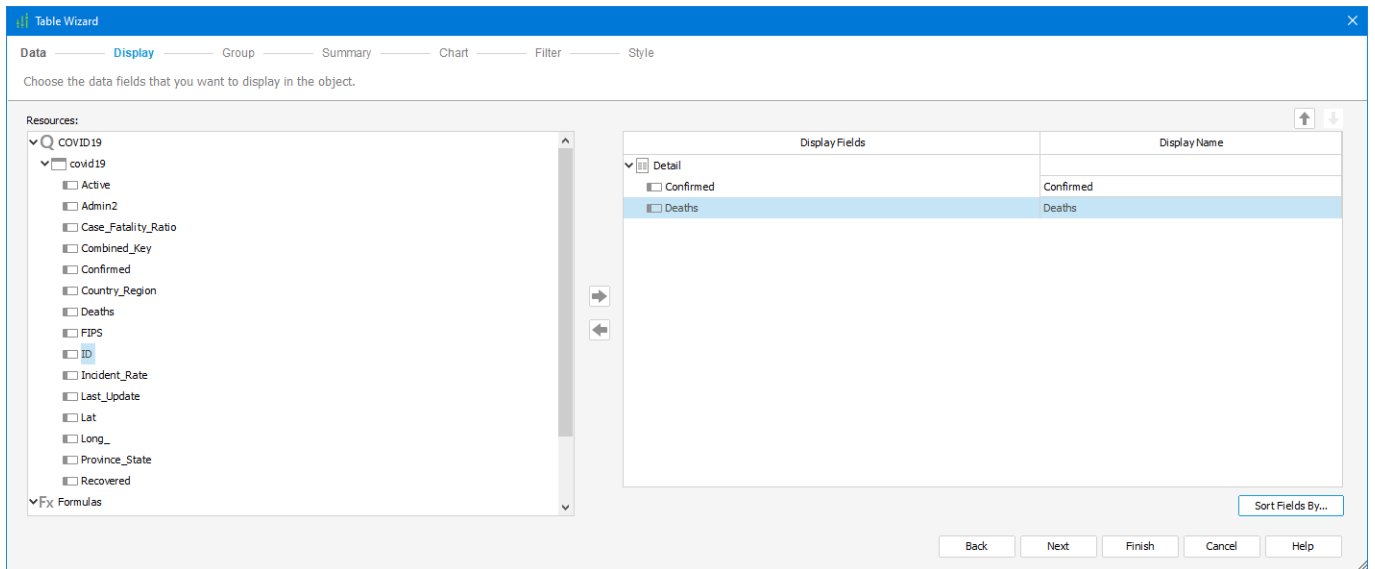 Table Wizard
Data Display Group Summary Chart Filter Style
Choose the data fields that you want to display in the object.
Resources:
COVID19
covid19
Active
Admin2
Case_Fatality_Ratio
Combined_Key
Confirmed
Country_Region
Deaths
FIPS
ID
Incident_Rate
Last_Update
Lat
Long_
Province_State
Recovered
Fx Formulas
Display Fields Display Name
Detail
Confirmed Confirmed
Deaths Deaths
Sort Fields By...
Back Next Finish Cancel Help